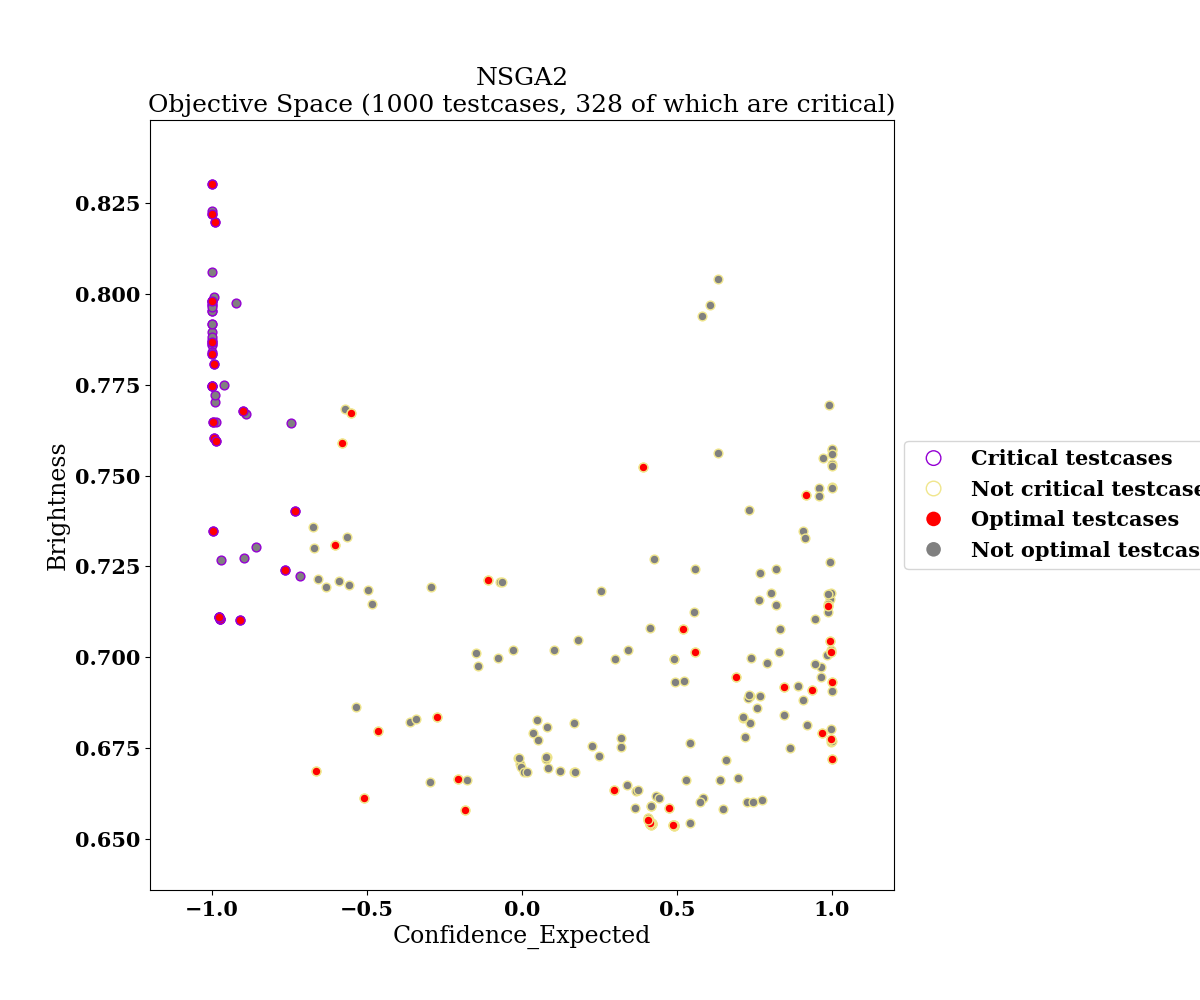 NSGA2
Objective Space (1000 testcases, 328 of which are critical)
0.825
0.800
0.775
0.750
0.725
0.700
0.675
0.650
Brightness
−1.0 −0.5 0.0 0.5 1.0
Confidence_Expected
Critical testcases
Not critical testcase
Optimal testcases
Not optimal testcas